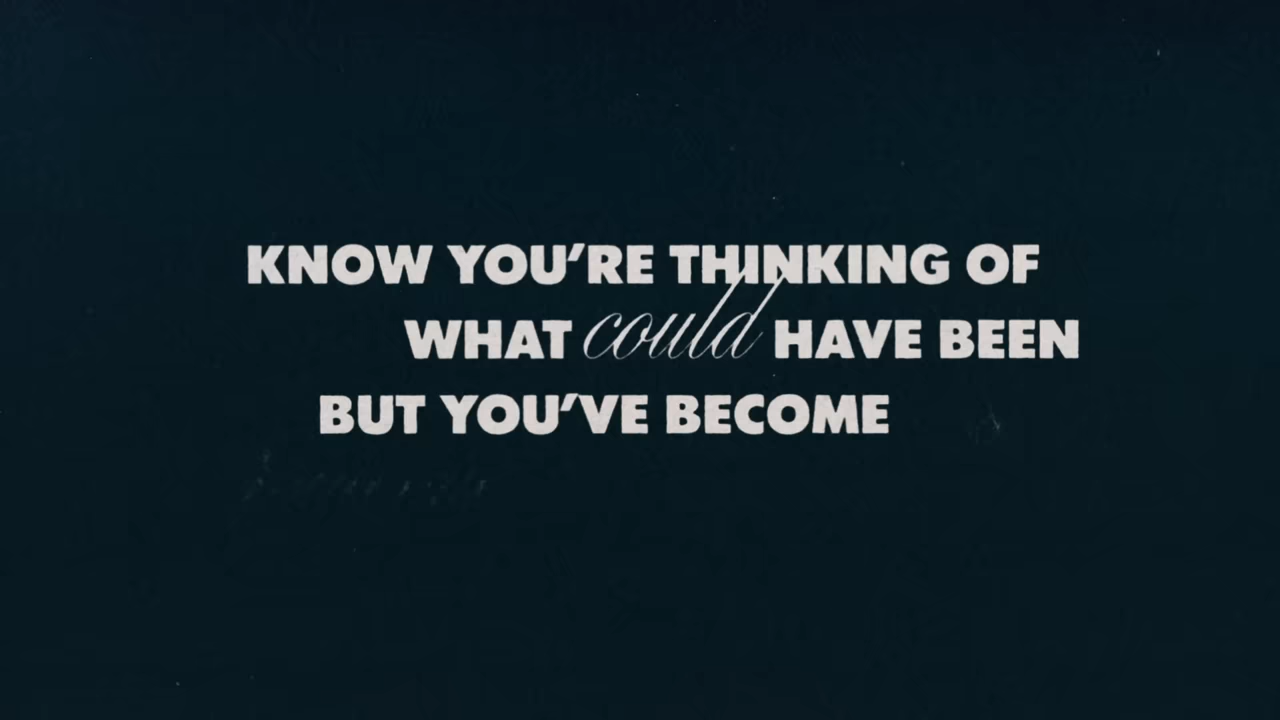 KNOW YOU’RE THINKING OF
WHAT could HAVE BEEN
BUT YOU’VE BECOME